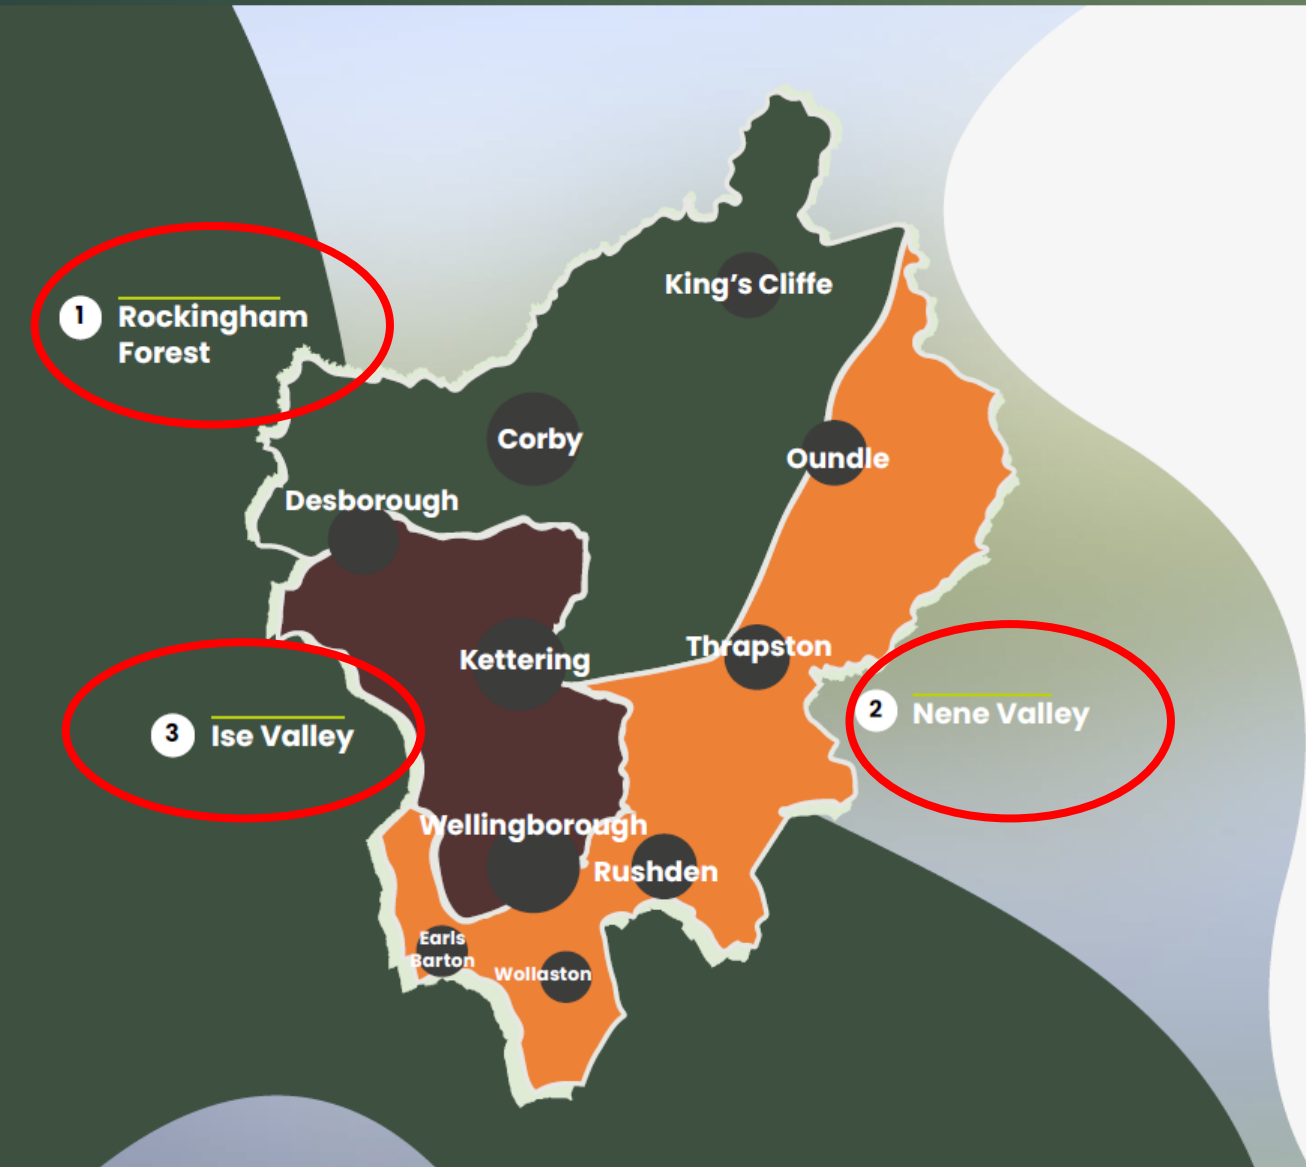 King’s Cliffe
1
Rockingham
Forest
Corby
Oundle
Desborough
Thrapston
Kettering
2
Nene Valley
3
Ise Valley
Wellingborough
Rushden
Earls
Barton
Wollaston